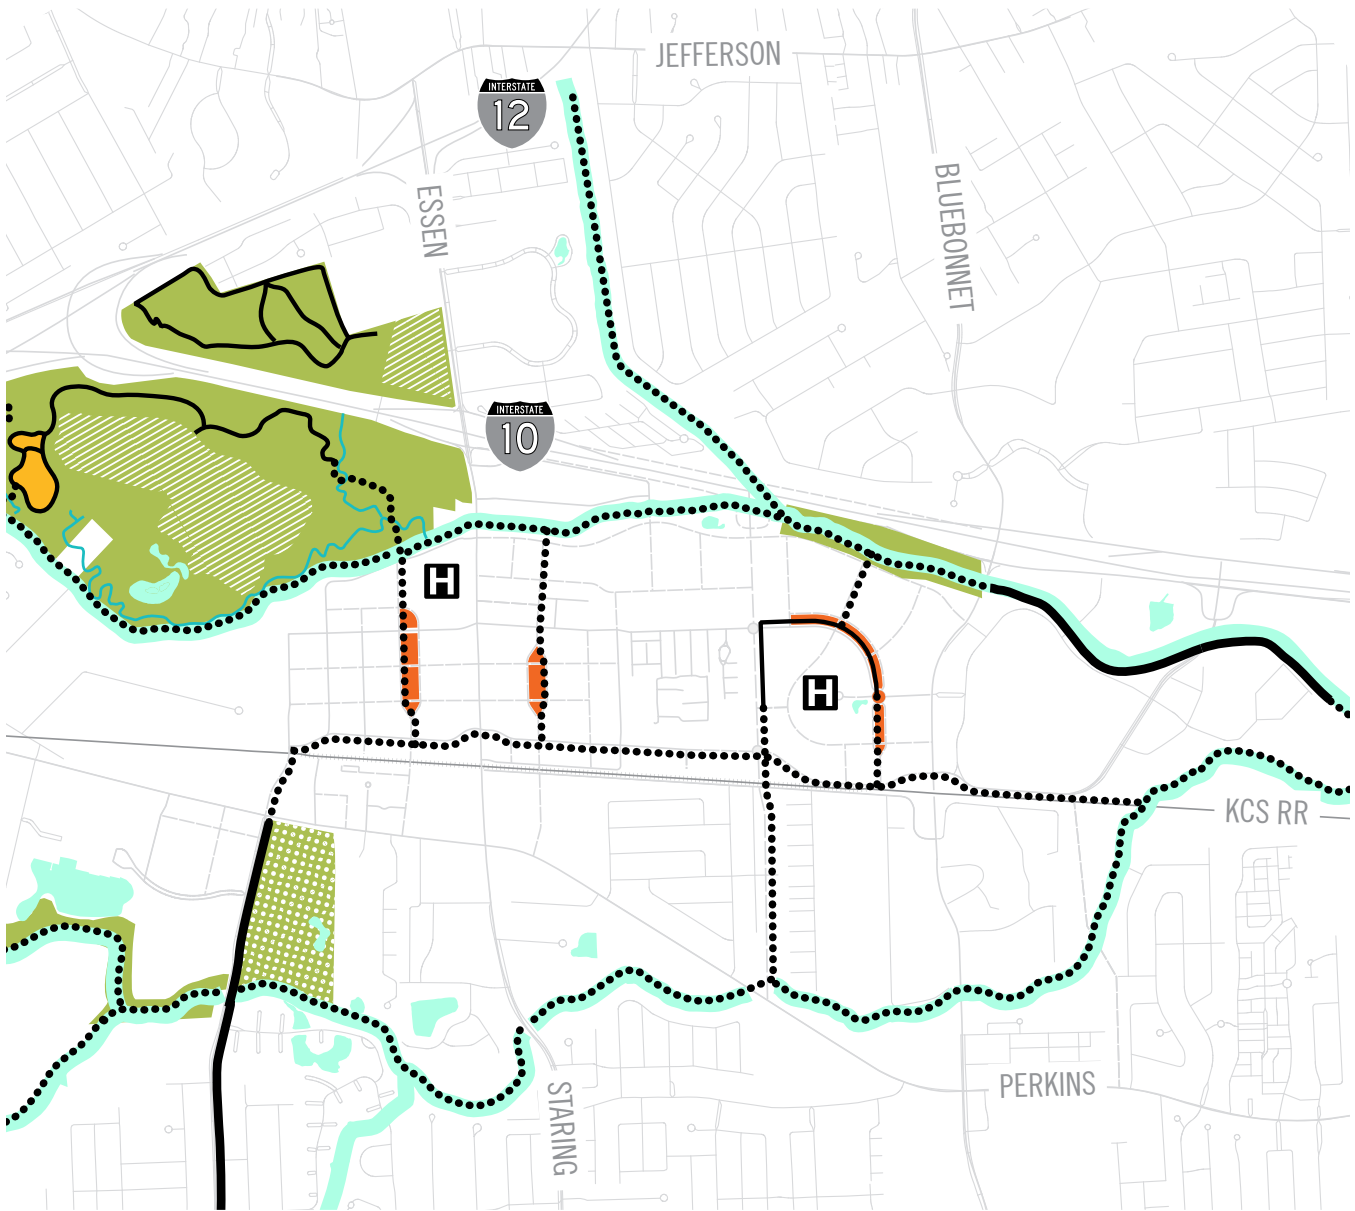 JEFFERSON
INTERSTATE
12
ESSEN
BLUEBONNET
INTERSTATE
10
H
H
KCS RR
PERKINS
STARING